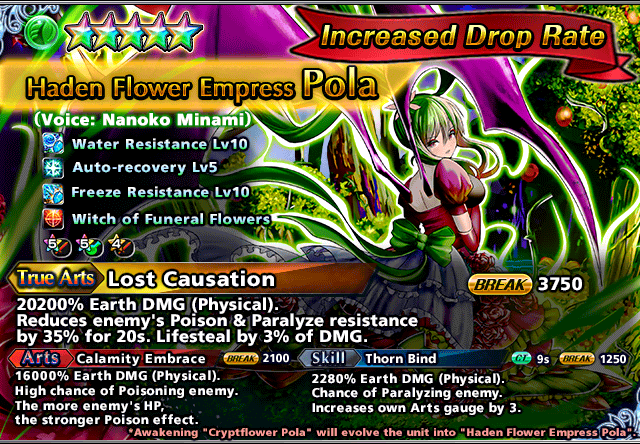 Increased Drop Rate
Haden Flower Empress Pola
(Voice: Nanoko Minami)
Water Resistance Lv10
Auto-recovery Lv5
Freeze Resistance Lv10
Witch of Funeral Flowers
5 5 4
True Arts Lost Causation BREAK 3750
20200% Earth DMG (Physical).
Reduces enemy's Poison & Paralyze resistance
by 35% for 20s. Lifesteal by 3% of DMG.
Arts Calamity Embrace BREAK 2100
16000% Earth DMG (Physical).
High chance of Poisoning enemy.
The more enemy's HP,
the stronger Poison effect.
Skill Thorn Bind CT 9s BREAK 1250
2280% Earth DMG (Physical).
Chance of Paralyzing enemy.
Increases own Arts gauge by 3.
*Awakening "Cryptflower Pola" will evolve the unit into "Haden Flower Empress Pola".